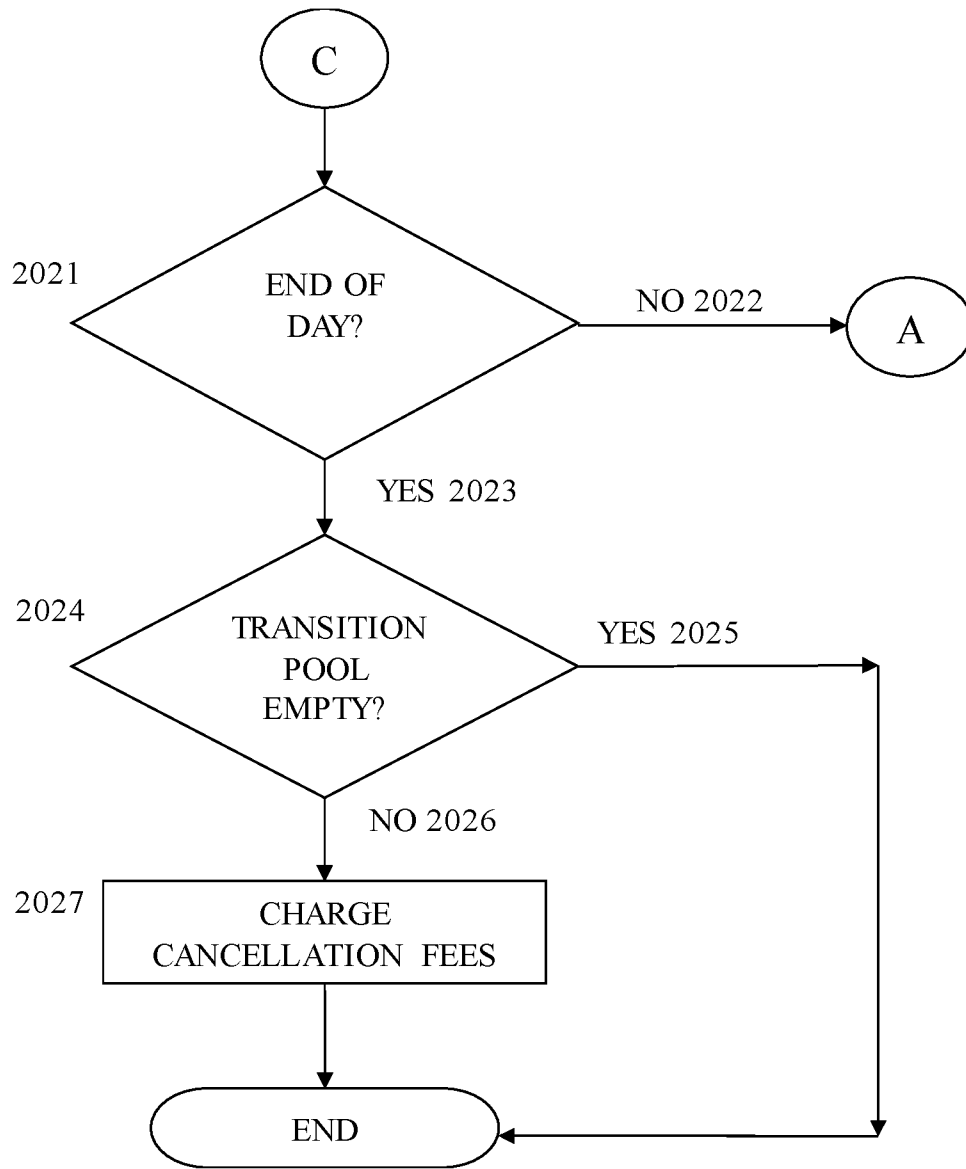 C
2021
END OF
DAY?
NO 2022
A
YES 2023
2024
TRANSITION
POOL
EMPTY?
YES 2025
NO 2026
2027
CHARGE
CANCELLATION FEES
END